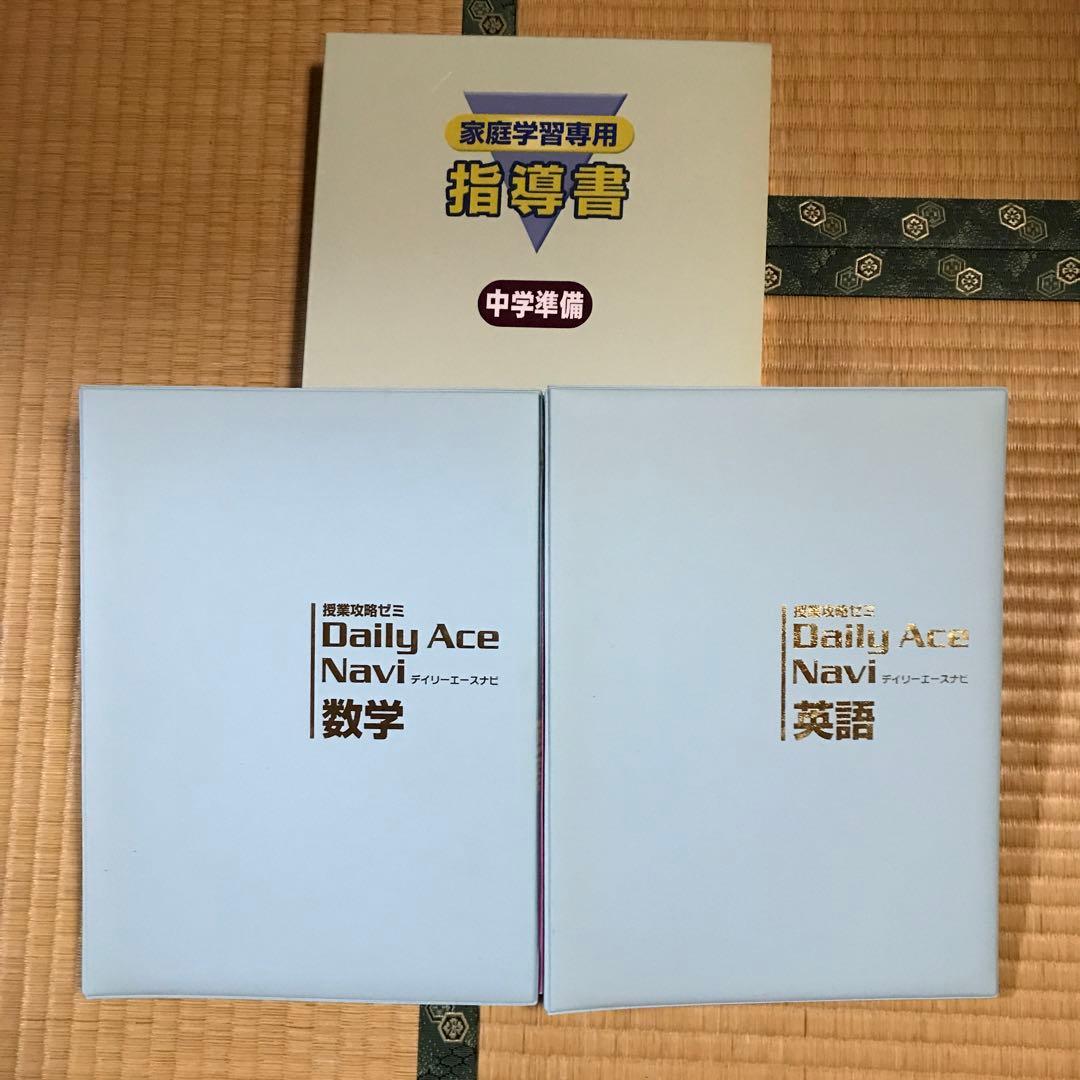 家庭学習専用
指導書
中学準備
授業攻略ゼミ
Daily Ace
Navi デイリーエースナビ
数学
授業攻略ゼミ
Daily Ace
Navi デイリーエースナビ
英語